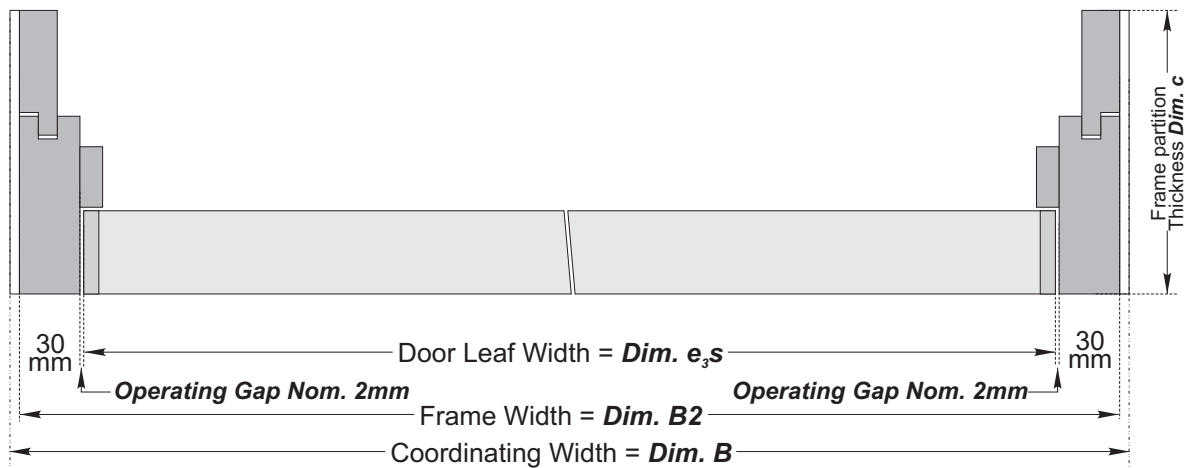 Frame partition
Thickness Dim. c
30
mm
Door Leaf Width = Dim. e₃s
30
mm
Operating Gap Nom. 2mm
Operating Gap Nom. 2mm
Frame Width = Dim. B2
Coordinating Width = Dim. B